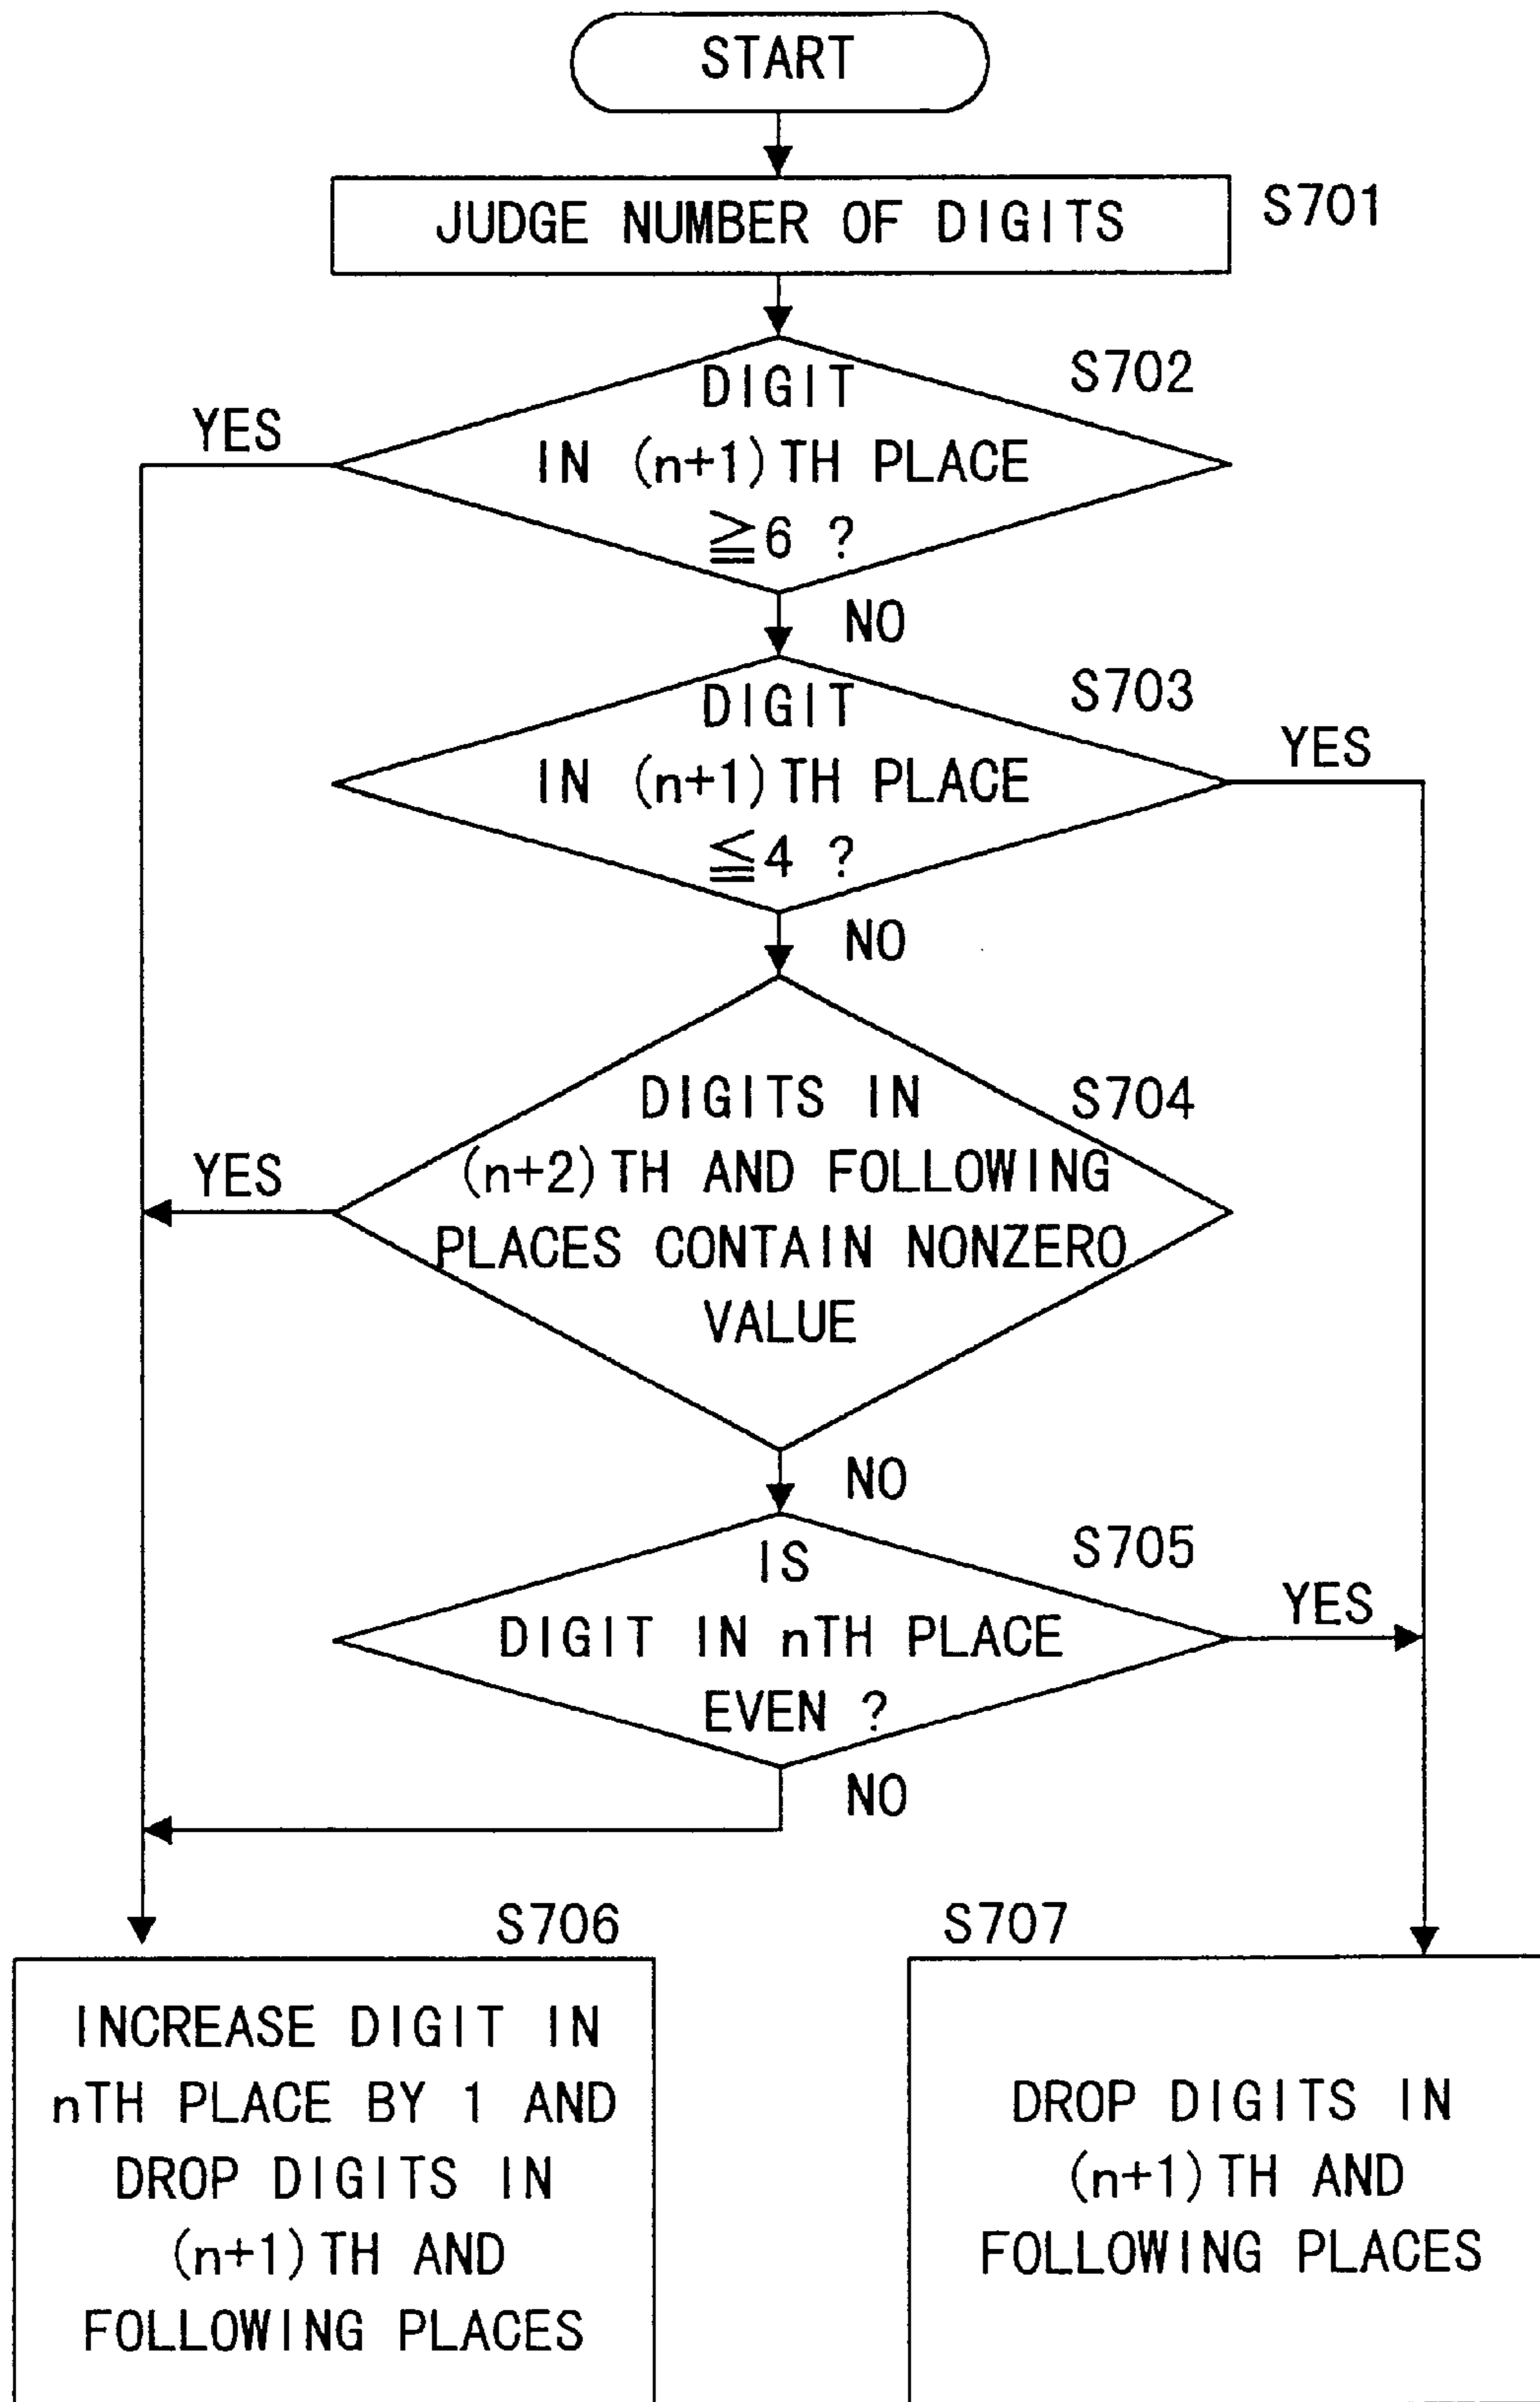 START
JUDGE NUMBER OF DIGITS
S701
DIGIT
S702
YES
IN (n+1)TH PLACE
≧6 ?
NO
DIGIT
S703
IN (n+1)TH PLACE
YES
≦4 ?
NO
DIGITS IN
S704
YES
(n+2)TH AND FOLLOWING
PLACES CONTAIN NONZERO
VALUE
NO
IS
S705
DIGIT IN nTH PLACE
YES
EVEN ?
NO
S706
INCREASE DIGIT IN
nTH PLACE BY 1 AND
DROP DIGITS IN
(n+1)TH AND
FOLLOWING PLACES
S707
DROP DIGITS IN
(n+1)TH AND
FOLLOWING PLACES